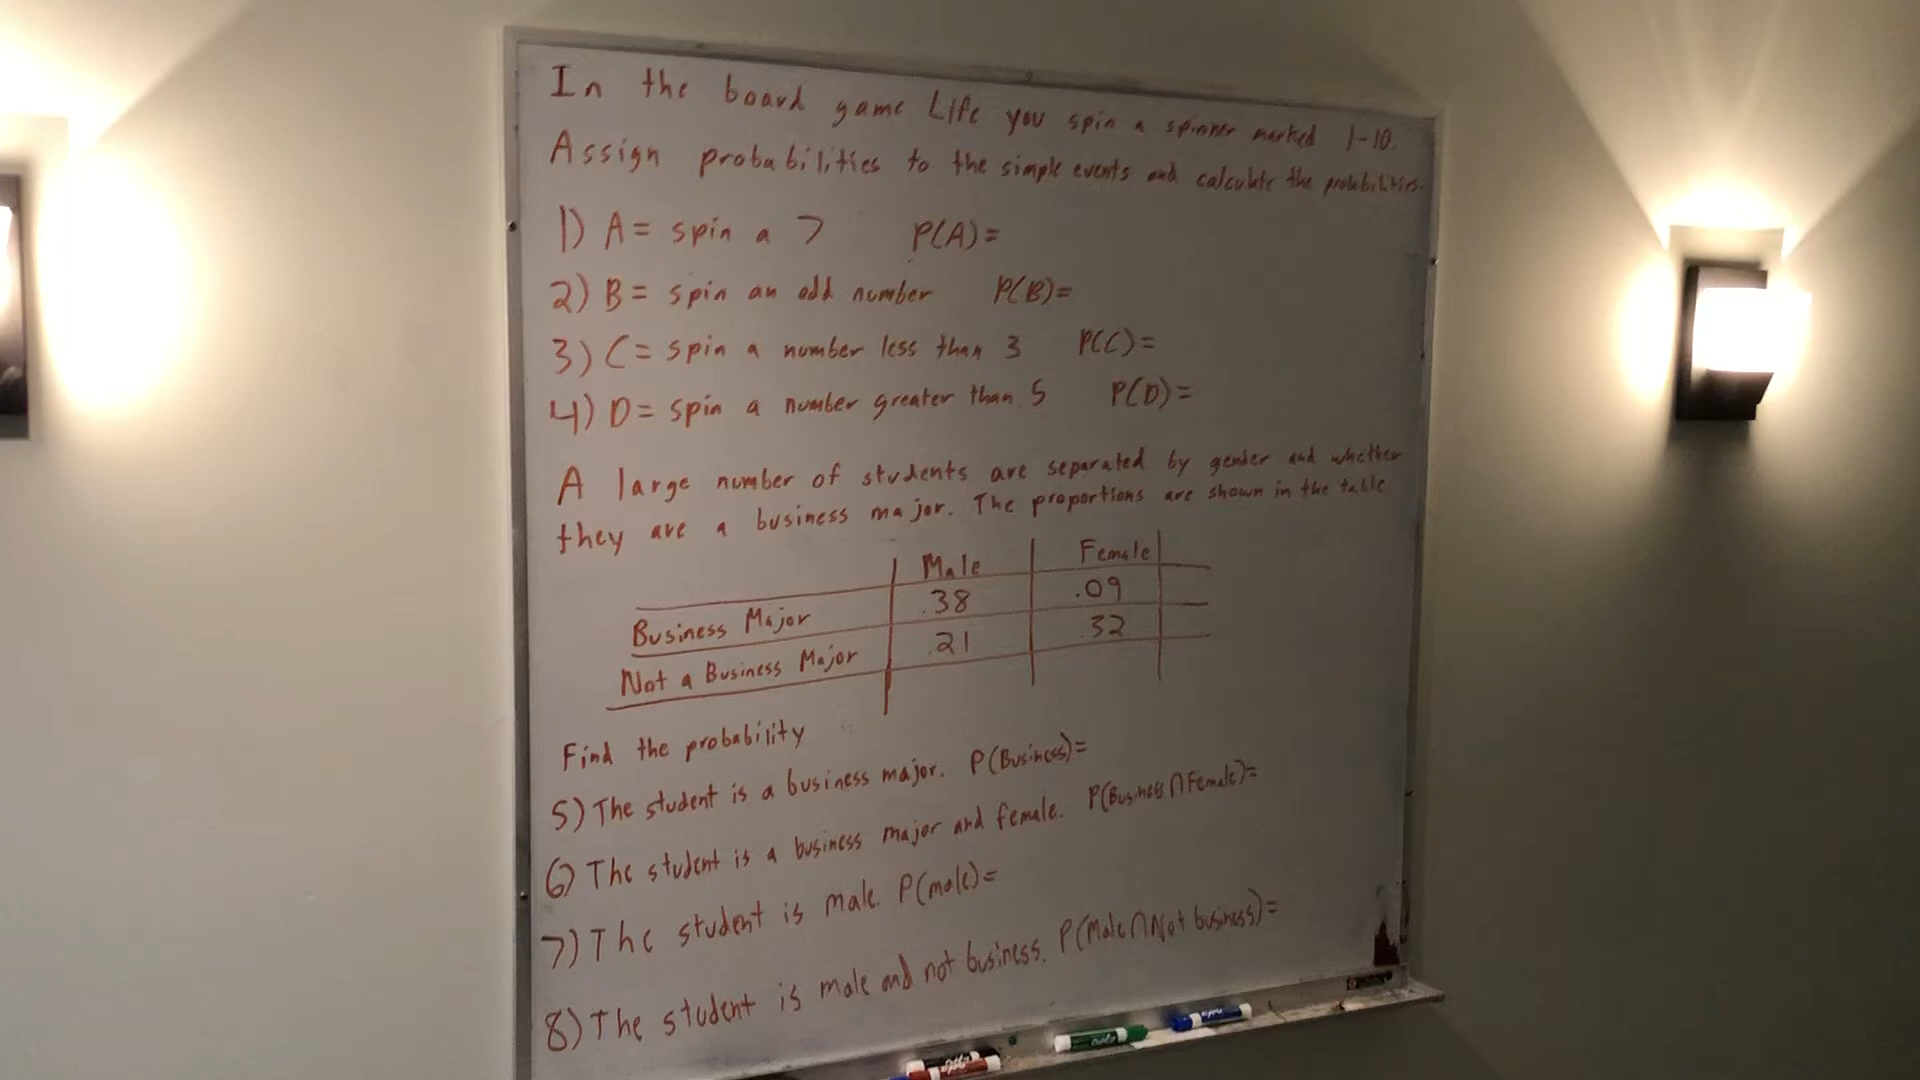 In the board game Life you spin a spinner marked 1-10.
Assign probabilities to the simple events and calculate the probabilities.
1) A= spin a 7 P(A)=
2) B= spin an odd number P(B)=
3) C= spin a number less than 3 P(C)=
4) D= spin a number greater than 5 P(D)=
A large number of students are separated by gender and whether
they are a business major. The proportions are shown in the table
Male Female
Business Major .38 .09
Not a Business Major .21 .32
Find the probability
5) The student is a business major. P(Business)=
6) The student is a business major and female. P(Business ∩ Female)=
7) The student is male. P(male)=
8) The student is male and not business. P(Male ∩ Not business)=